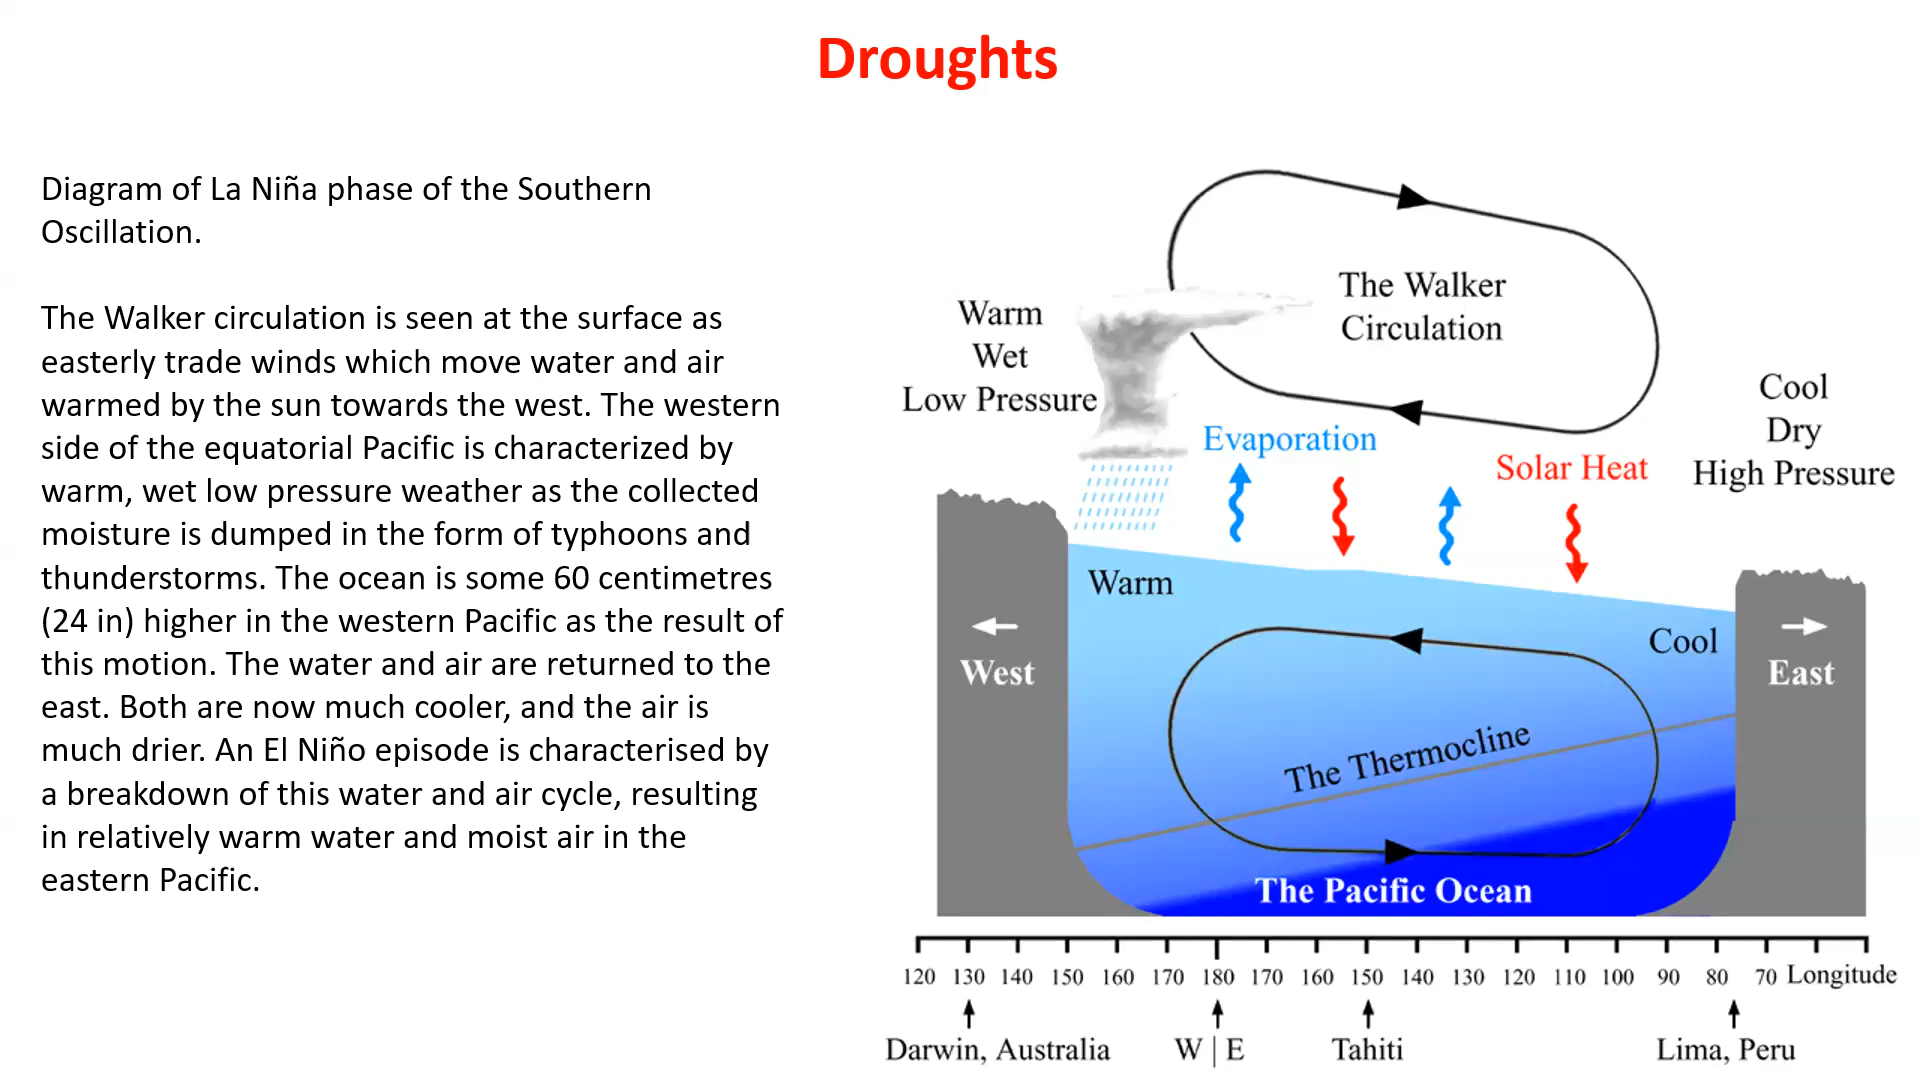 Droughts
Diagram of La Niña phase of the Southern
Oscillation.
The Walker circulation is seen at the surface as
easterly trade winds which move water and air
warmed by the sun towards the west. The western
side of the equatorial Pacific is characterized by
warm, wet low pressure weather as the collected
moisture is dumped in the form of typhoons and
thunderstorms. The ocean is some 60 centimetres
(24 in) higher in the western Pacific as the result of
this motion. The water and air are returned to the
east. Both are now much cooler, and the air is
much drier. An El Niño episode is characterised by
a breakdown of this water and air cycle, resulting
in relatively warm water and moist air in the
eastern Pacific.
The Walker
Circulation
Warm
Wet
Low Pressure
Cool
Dry
High Pressure
Evaporation
Solar Heat
Warm
Cool
West
East
The Thermocline
The Pacific Ocean
120 130 140 150 160 170 180 170 160 150 140 130 120 110 100 90 80 70 Longitude
Darwin, Australia
W | E
Tahiti
Lima, Peru